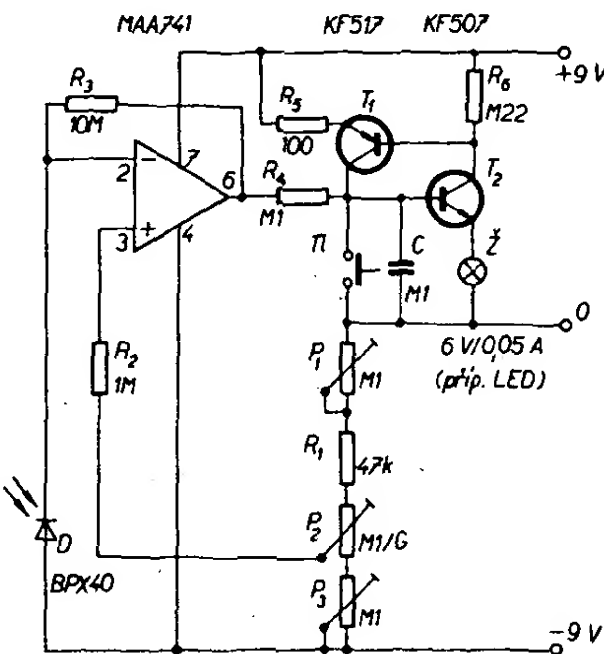 MAA741
KF517
KF507
+9 V
R3
10M
R5
100
T1
R6
M22
7
2
6
3
4
−
+
R4
M1
T2
Tl
C
M1
Ž
0
6 V/0,05 A
(příp. LED)
R2
1M
P1
M1
R1
47k
P2
M1/G
D
BPX40
P3
M1
−9 V